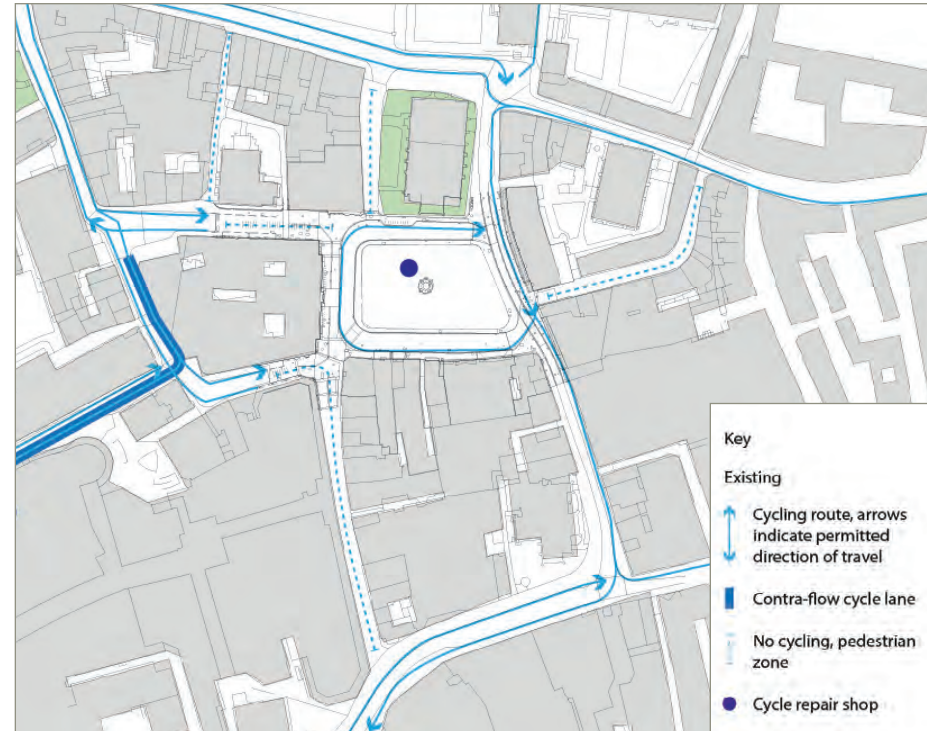 Key
Existing
Cycling route, arrows
indicate permitted
direction of travel
Contra-flow cycle lane
No cycling, pedestrian
zone
Cycle repair shop